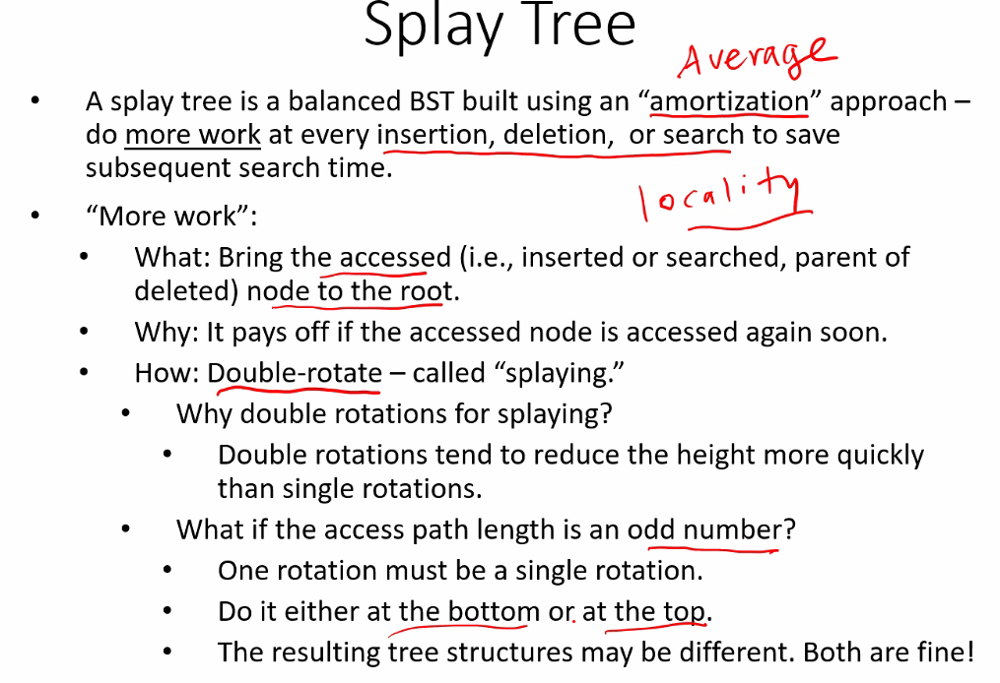 Splay Tree
Average
• A splay tree is a balanced BST built using an “amortization” approach –
do more work at every insertion, deletion, or search to save
subsequent search time.
locality
• “More work”:
• What: Bring the accessed (i.e., inserted or searched, parent of
deleted) node to the root.
• Why: It pays off if the accessed node is accessed again soon.
• How: Double-rotate – called “splaying.”
• Why double rotations for splaying?
• Double rotations tend to reduce the height more quickly
than single rotations.
• What if the access path length is an odd number?
• One rotation must be a single rotation.
• Do it either at the bottom or at the top.
• The resulting tree structures may be different. Both are fine!